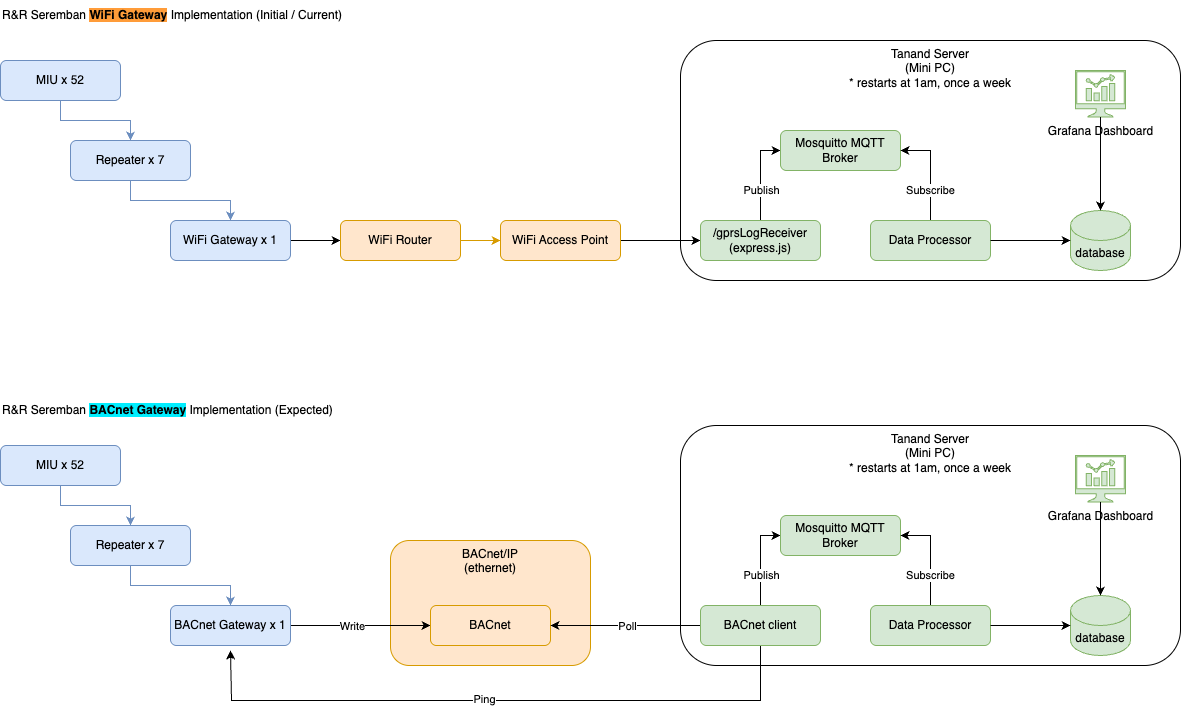 R&R Seremban WiFi Gateway Implementation (Initial / Current)
Tanand Server
(Mini PC)
* restarts at 1am, once a week
MIU x 52
Grafana Dashboard
Mosquitto MQTT
Broker
Repeater x 7
Publish
Subscribe
WiFi Gateway x 1
WiFi Router
WiFi Access Point
/gprsLogReceiver
(express.js)
Data Processor
database
R&R Seremban BACnet Gateway Implementation (Expected)
Tanand Server
(Mini PC)
* restarts at 1am, once a week
MIU x 52
Grafana Dashboard
Mosquitto MQTT
Broker
Repeater x 7
BACnet/IP
(ethernet)
Publish
Subscribe
BACnet Gateway x 1
Write
BACnet
Poll
BACnet client
Data Processor
database
Ping